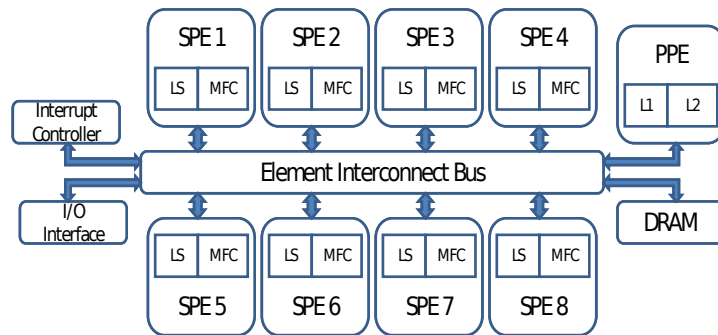 SPE 1 SPE 2 SPE 3 SPE 4
PPE
LS MFC LS MFC LS MFC LS MFC
L1 L2
Interrupt
Controller
Element Interconnect Bus
I/O
Interface
DRAM
LS MFC LS MFC LS MFC LS MFC
SPE 5 SPE 6 SPE 7 SPE 8